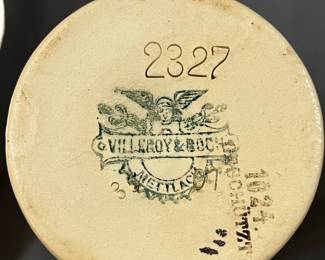 2327
VILLEROY & BOCH
METTLACH
1024.